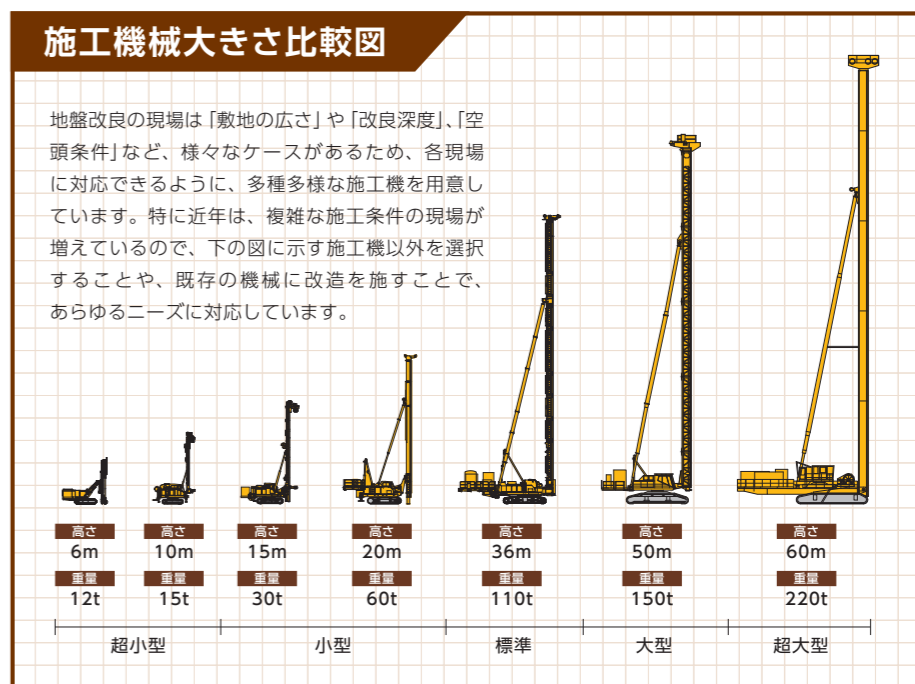 施工機械大きさ比較図
地盤改良の現場は「敷地の広さ」や「改良深度」、「空
頭条件」など、様々なケースがあるため、各現場
に対応できるように、多種多様な施工機を用意し
ています。特に近年は、複雑な施工条件の現場が
増えているので、下の図に示す施工機以外を選択
することや、既存の機械に改造を施すことで、
あらゆるニーズに対応しています。
高さ 高さ 高さ 高さ 高さ 高さ 高さ
6m 10m 15m 20m 36m 50m 60m
重量 重量 重量 重量 重量 重量 重量
12t 15t 30t 60t 110t 150t 220t
超小型 小型 標準 大型 超大型